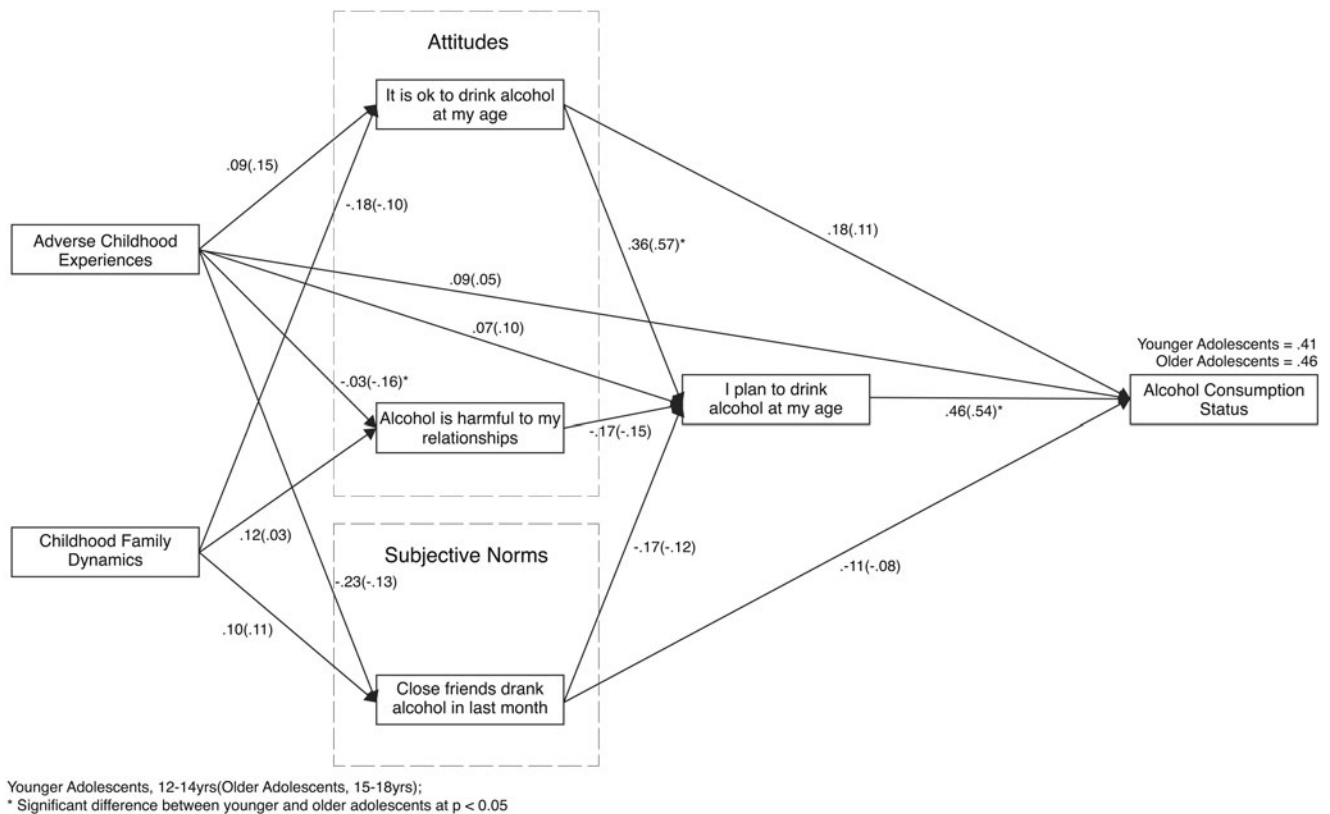 Attitudes
It is ok to drink alcohol
at my age
.09(.15)
-.18(-.10)
Adverse Childhood
Experiences
.36(.57)*
.18(.11)
.09(.05)
.07(.10)
Younger Adolescents = .41
Older Adolescents = .46
-.03(-.16)*
I plan to drink
alcohol at my age
Alcohol Consumption
Status
.46(.54)*
Alcohol is harmful to my
relationships
-.17(-.15)
Childhood Family
Dynamics
.12(.03)
Subjective Norms
-.17(-.12)
.-11(-.08)
-.23(-.13)
.10(.11)
Close friends drank
alcohol in last month
Younger Adolescents, 12-14yrs(Older Adolescents, 15-18yrs);
* Significant difference between younger and older adolescents at p < 0.05